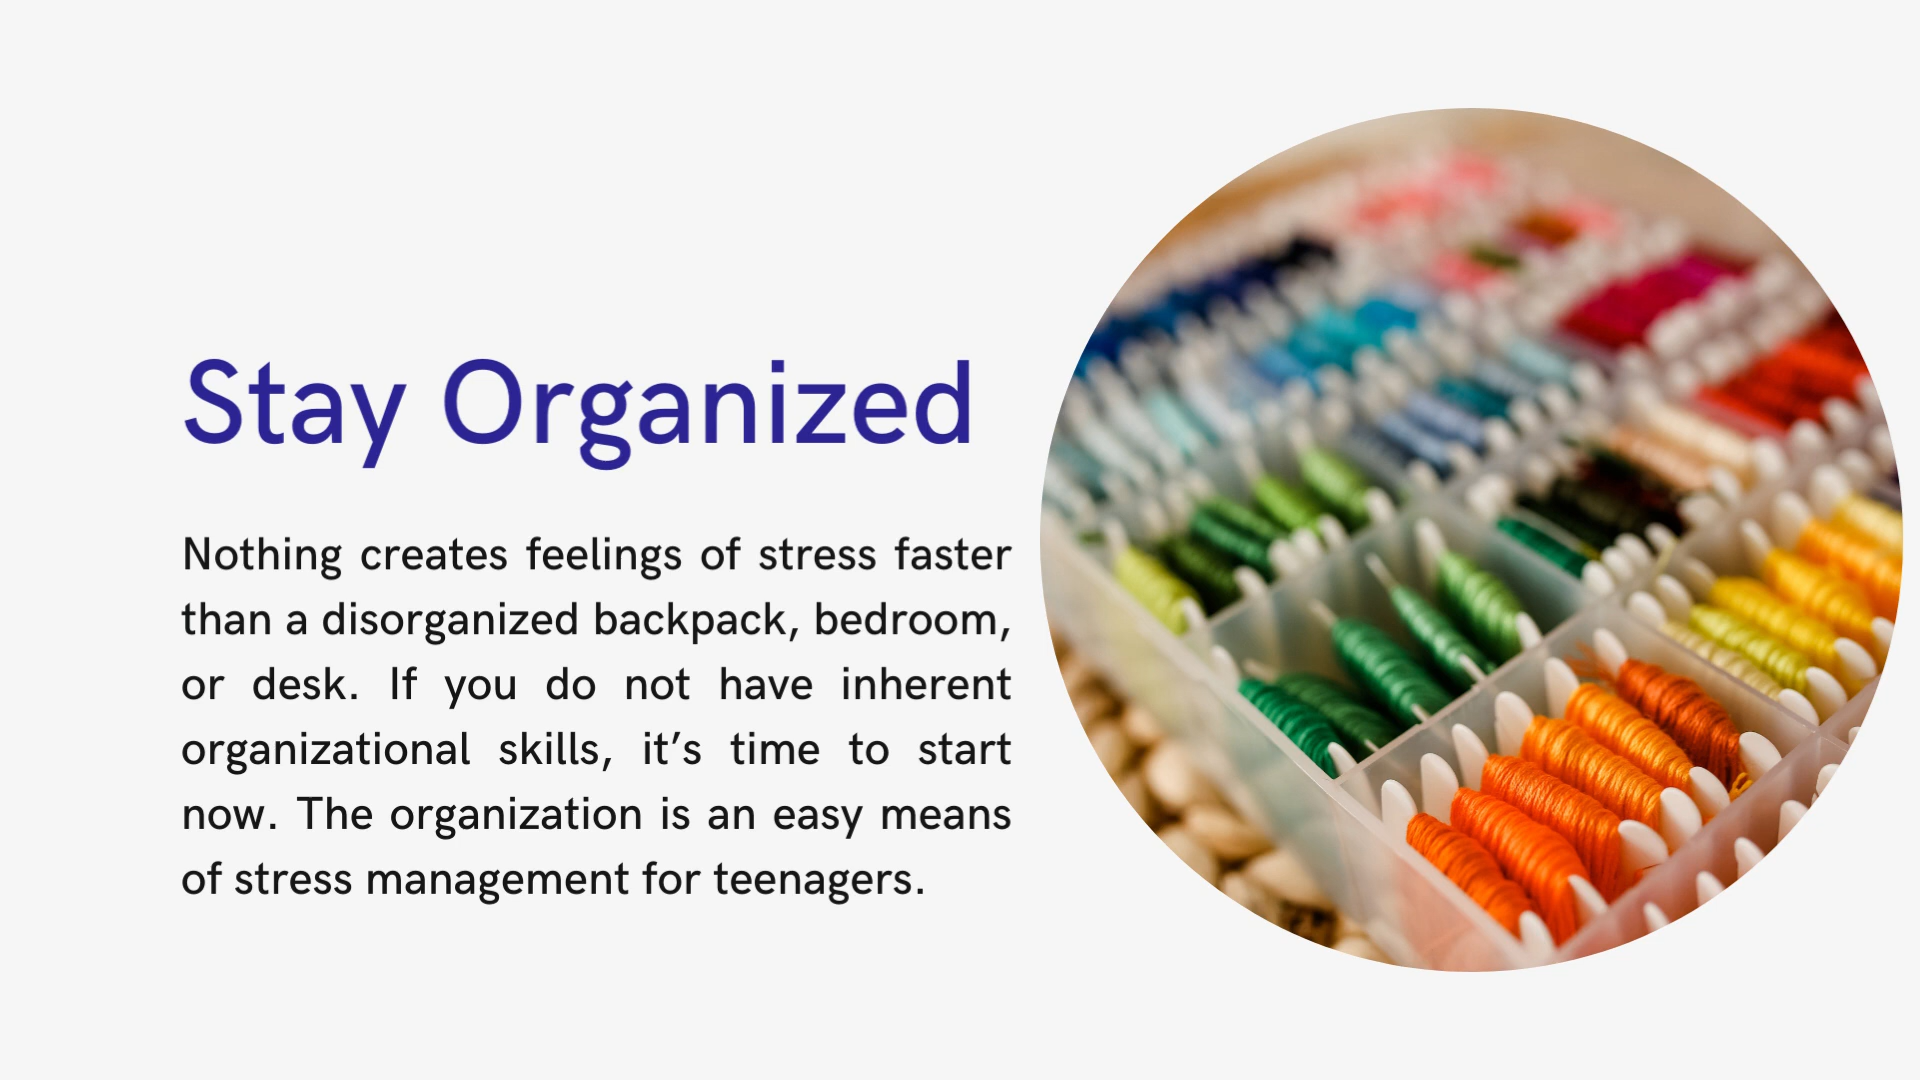 Stay Organized
Nothing creates feelings of stress faster
than a disorganized backpack, bedroom,
or desk. If you do not have inherent
organizational skills, it’s time to start
now. The organization is an easy means
of stress management for teenagers.